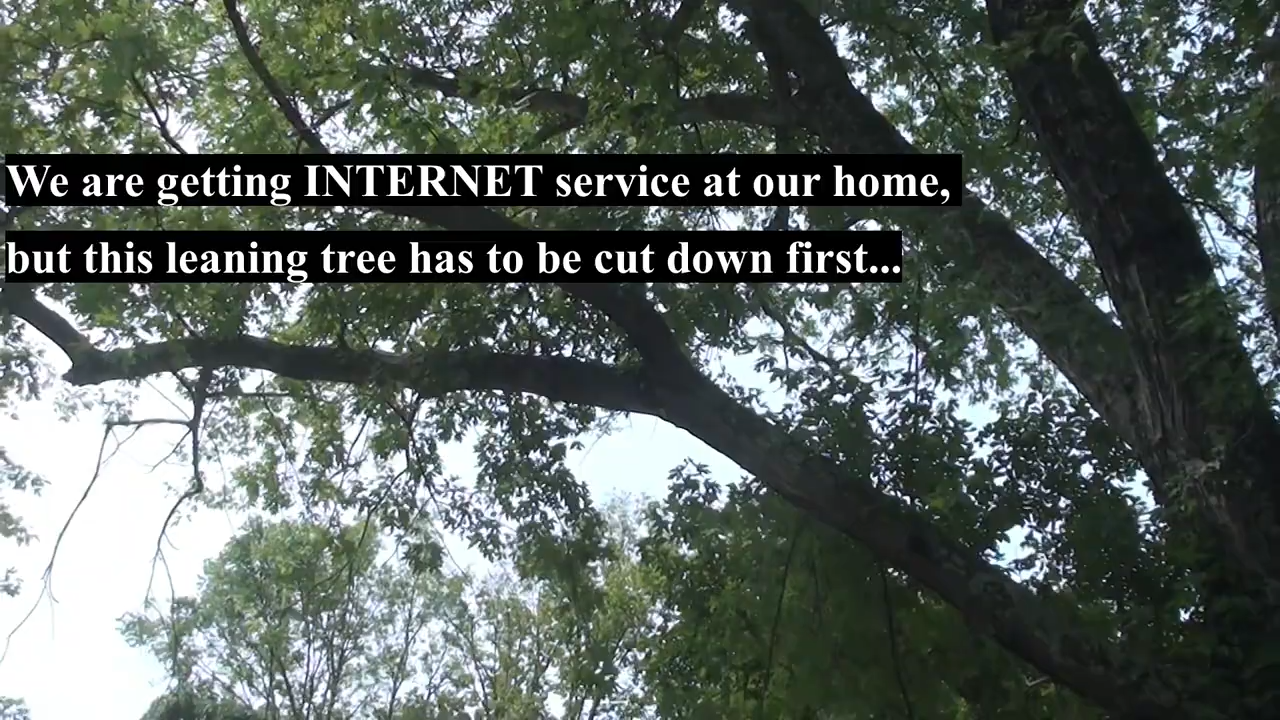 We are getting INTERNET service at our home,
but this leaning tree has to be cut down first...